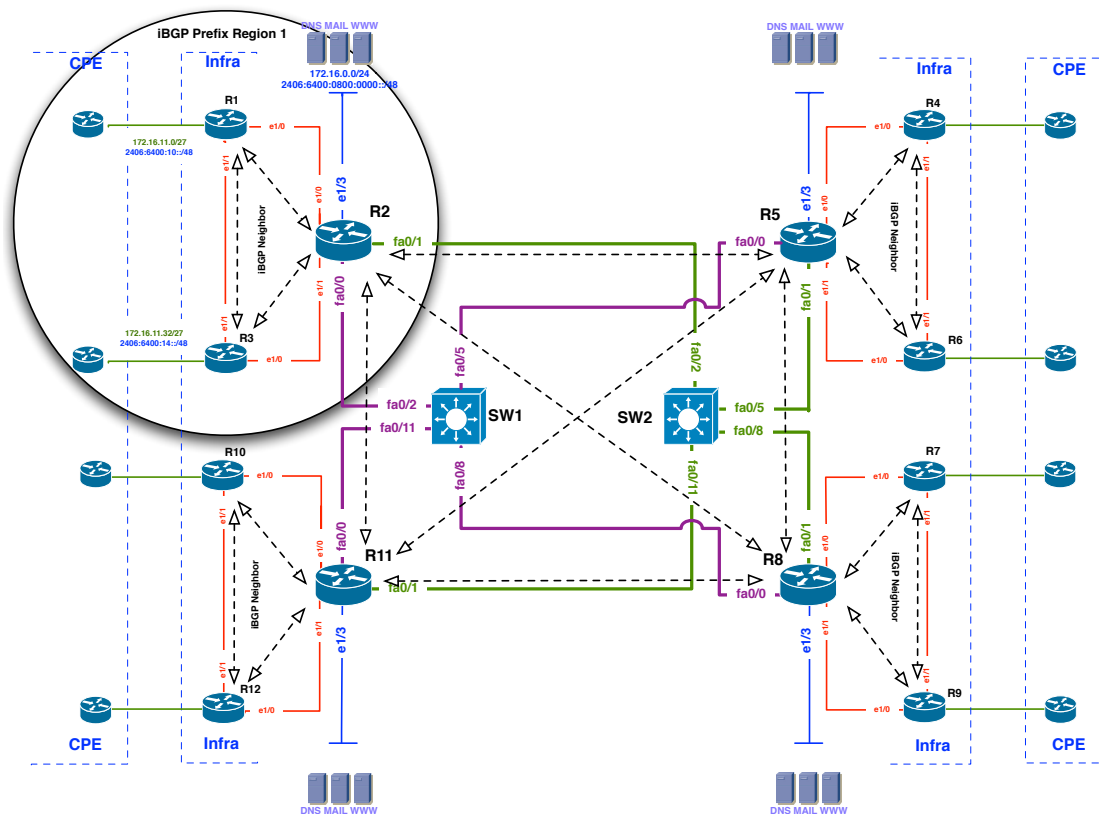 DNS MAIL WWW
DNS MAIL WWW
iBGP Prefix Region 1
CPE
Infra
172.16.0.0/24
2406:6400:0800:0000::/48
Infra
CPE
R1
R4
e1/0
e1/0
172.16.11.0/27
2406:6400:10::/48
e1/1
e1/0
e1/3
e1/3
e1/0
e1/1
R2
R5
iBGP Neighbor
iBGP Neighbor
fa0/1
fa0/0
fa0/0
e1/1
fa0/1
e1/1
172.16.11.32/27
2406:6400:14::/48
e1/1
R3
e1/0
e1/0
e1/1
R6
fa0/5
fa0/2
fa0/2
SW1
SW2
fa0/5
fa0/11
fa0/8
R10
R7
e1/0
fa0/8
fa0/11
e1/0
e1/1
e1/0
fa0/0
fa0/1
e1/0
e1/1
R11
R8
iBGP Neighbor
iBGP Neighbor
fa0/1
fa0/0
e1/1
e1/3
e1/3
e1/1
e1/1
R12
e1/0
e1/0
e1/1
R9
CPE
Infra
Infra
CPE
DNS MAIL WWW
DNS MAIL WWW